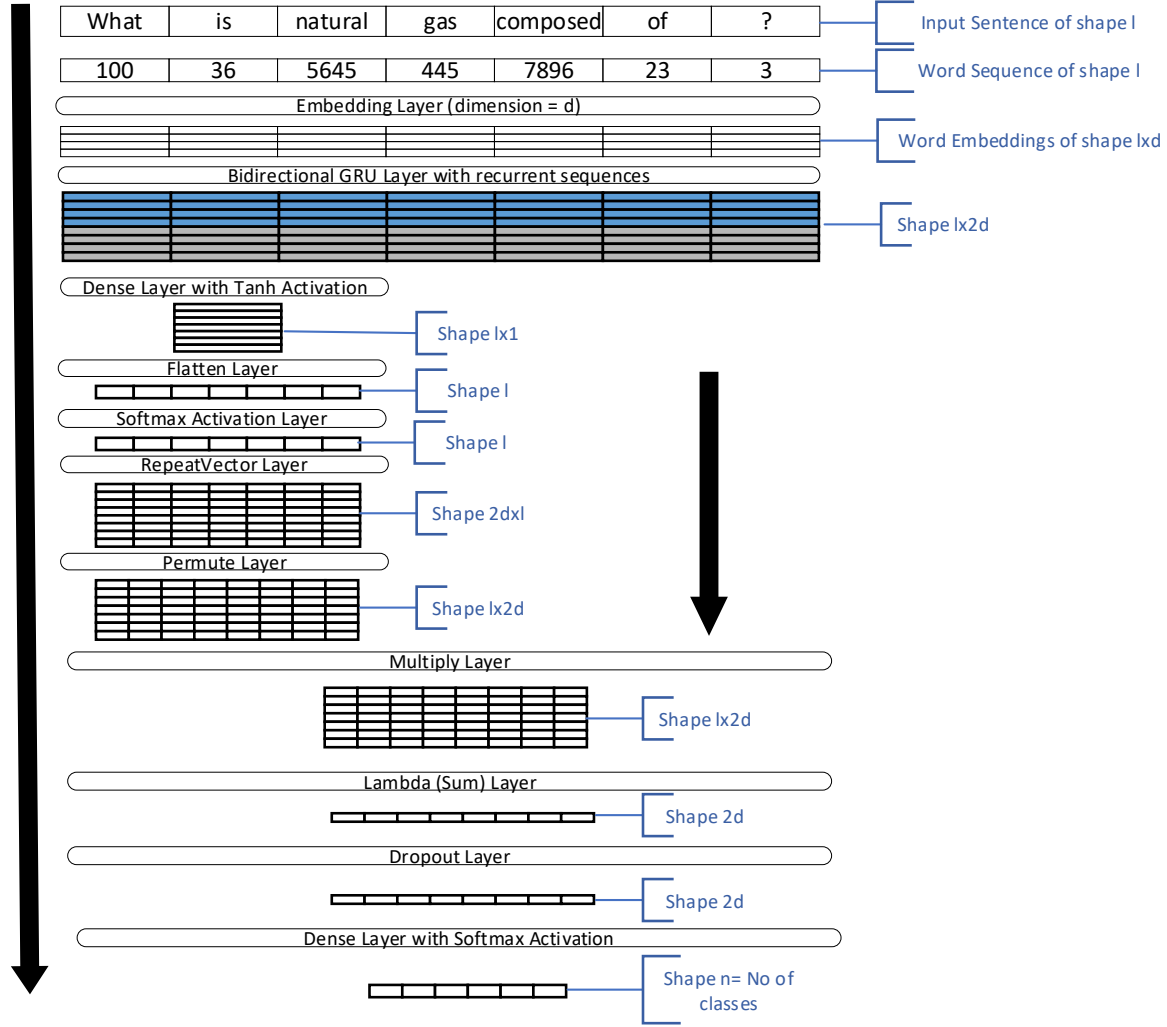 What is natural gas composed of ?
Input Sentence of shape l
100 36 5645 445 7896 23 3
Word Sequence of shape l
Embedding Layer (dimension = d)
Word Embeddings of shape lxd
Bidirectional GRU Layer with recurrent sequences
Shape lx2d
Dense Layer with Tanh Activation
Shape lx1
Flatten Layer
Shape l
Softmax Activation Layer
Shape l
RepeatVector Layer
Shape 2dxl
Permute Layer
Shape lx2d
Multiply Layer
Shape lx2d
Lambda (Sum) Layer
Shape 2d
Dropout Layer
Shape 2d
Dense Layer with Softmax Activation
Shape n= No of
classes